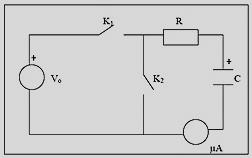 K₁
R
+
+
V₀
K₂
C
μA